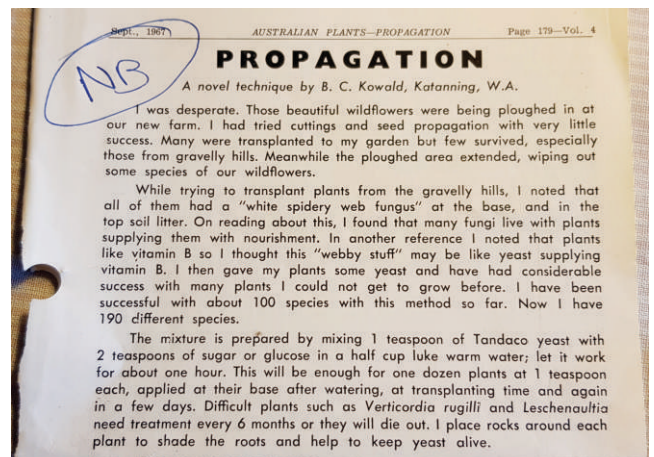 Sept., 1967 AUSTRALIAN PLANTS—PROPAGATION Page 179—Vol. 4
NB
PROPAGATION
A novel technique by B. C. Kowald, Katanning, W.A.
I was desperate. Those beautiful wildflowers were being ploughed in at
our new farm. I had tried cuttings and seed propagation with very little
success. Many were transplanted to my garden but few survived, especially
those from gravelly hills. Meanwhile the ploughed area extended, wiping out
some species of our wildflowers.
While trying to transplant plants from the gravelly hills, I noted that
all of them had a "white spidery web fungus" at the base, and in the
top soil litter. On reading about this, I found that many fungi live with plants
supplying them with nourishment. In another reference I noted that plants
like vitamin B so I thought this "webby stuff" may be like yeast supplying
vitamin B. I then gave my plants some yeast and have had considerable
success with many plants I could not get to grow before. I have been
successful with about 100 species with this method so far. Now I have
190 different species.
The mixture is prepared by mixing 1 teaspoon of Tandaco yeast with
2 teaspoons of sugar or glucose in a half cup luke warm water; let it work
for about one hour. This will be enough for one dozen plants at 1 teaspoon
each, applied at their base after watering, at transplanting time and again
in a few days. Difficult plants such as Verticordia rugilli and Leschenaultia
need treatment every 6 months or they will die out. I place rocks around each
plant to shade the roots and help to keep yeast alive.